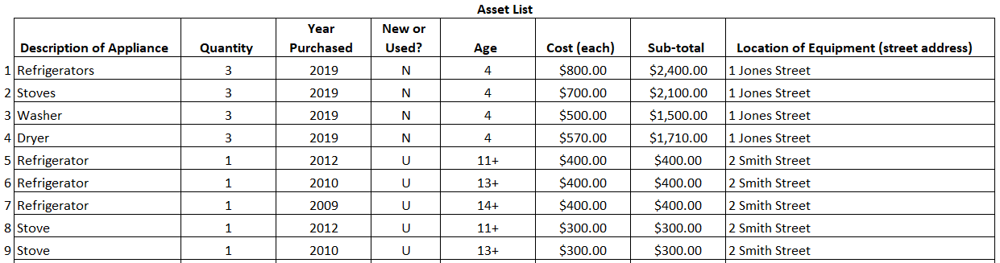 Asset List
Description of Appliance Quantity Year Purchased New or Used? Age Cost (each) Sub-total Location of Equipment (street address)
1 Refrigerators 3 2019 N 4 $800.00 $2,400.00 1 Jones Street
2 Stoves 3 2019 N 4 $700.00 $2,100.00 1 Jones Street
3 Washer 3 2019 N 4 $500.00 $1,500.00 1 Jones Street
4 Dryer 3 2019 N 4 $570.00 $1,710.00 1 Jones Street
5 Refrigerator 1 2012 U 11+ $400.00 $400.00 2 Smith Street
6 Refrigerator 1 2010 U 13+ $400.00 $400.00 2 Smith Street
7 Refrigerator 1 2009 U 14+ $400.00 $400.00 2 Smith Street
8 Stove 1 2012 U 11+ $300.00 $300.00 2 Smith Street
9 Stove 1 2010 U 13+ $300.00 $300.00 2 Smith Street